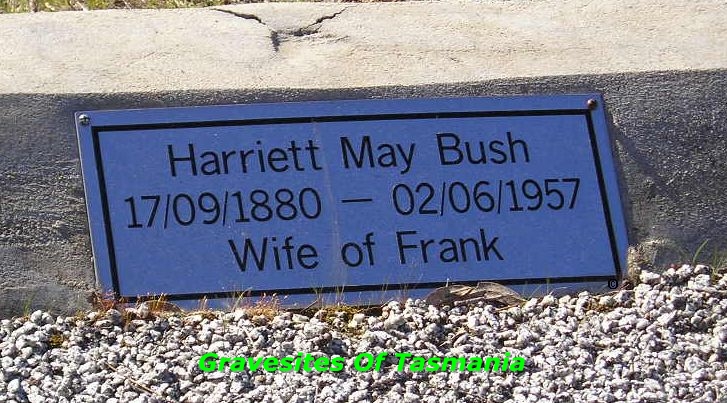 Harriett May Bush
17/09/1880 — 02/06/1957
Wife of Frank
Gravesites Of Tasmania